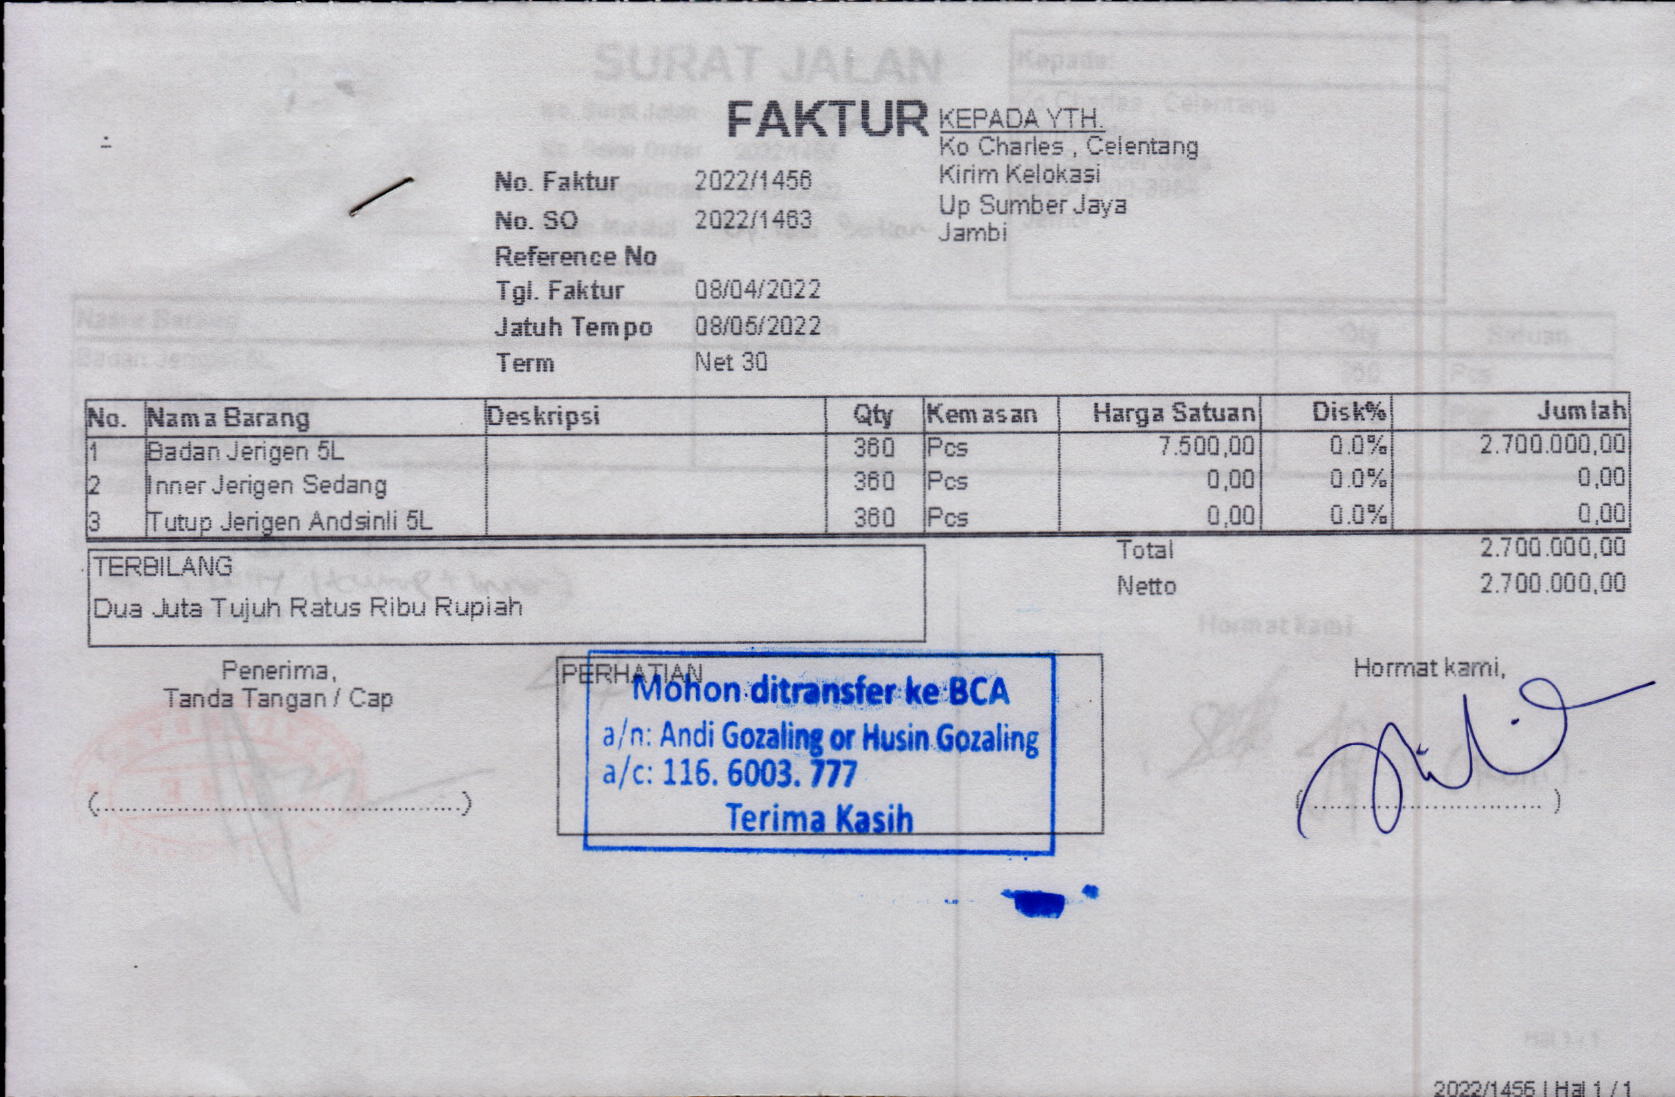 SURAT JALAN
Kepada:
FAKTUR
KEPADA YTH.
Ko Charles , Celentang
Kirim Kelokasi
Up Sumber Jaya
Jambi
No. Faktur 2022/1456
No. SO 2022/1463
Reference No
Tgl. Faktur 08/04/2022
Jatuh Tempo 08/05/2022
Term Net 30
No. Nama Barang Deskripsi Qty Kemasan Harga Satuan Disk% Jumlah
1 Badan Jerigen 5L 360 Pcs 7.500,00 0.0% 2.700.000,00
2 Inner Jerigen Sedang 360 Pcs 0,00 0.0% 0,00
3 Tutup Jerigen Andsinli 5L 360 Pcs 0,00 0.0% 0,00
Total 2.700.000,00
Netto 2.700.000,00
TERBILANG
Dua Juta Tujuh Ratus Ribu Rupiah
Penerima,
Tanda Tangan / Cap
(........................................)
PERHATIAN
Mohon ditransfer ke BCA
a/n: Andi Gozaling or Husin Gozaling
a/c: 116. 6003. 777
Terima Kasih
Hormat kami,
(........................................)
2022/1456 | Hal 1 / 1